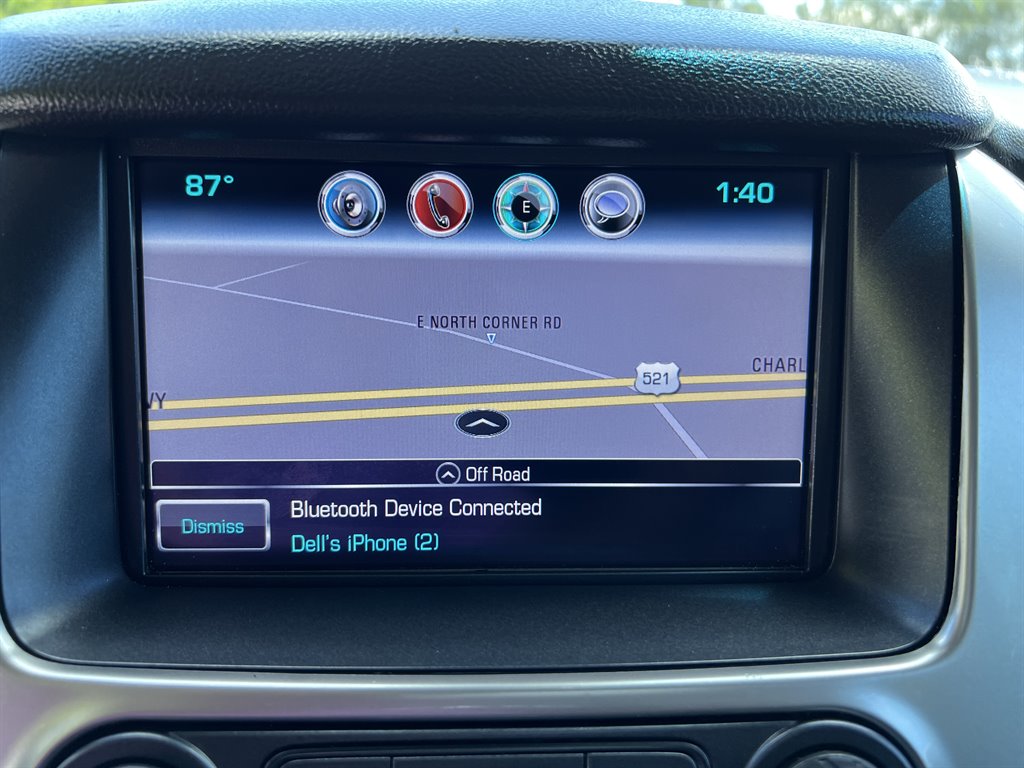 87°
E
1:40
E NORTH CORNER RD
521
CHARL
VY
Off Road
Dismiss
Bluetooth Device Connected
Dell's iPhone (2)